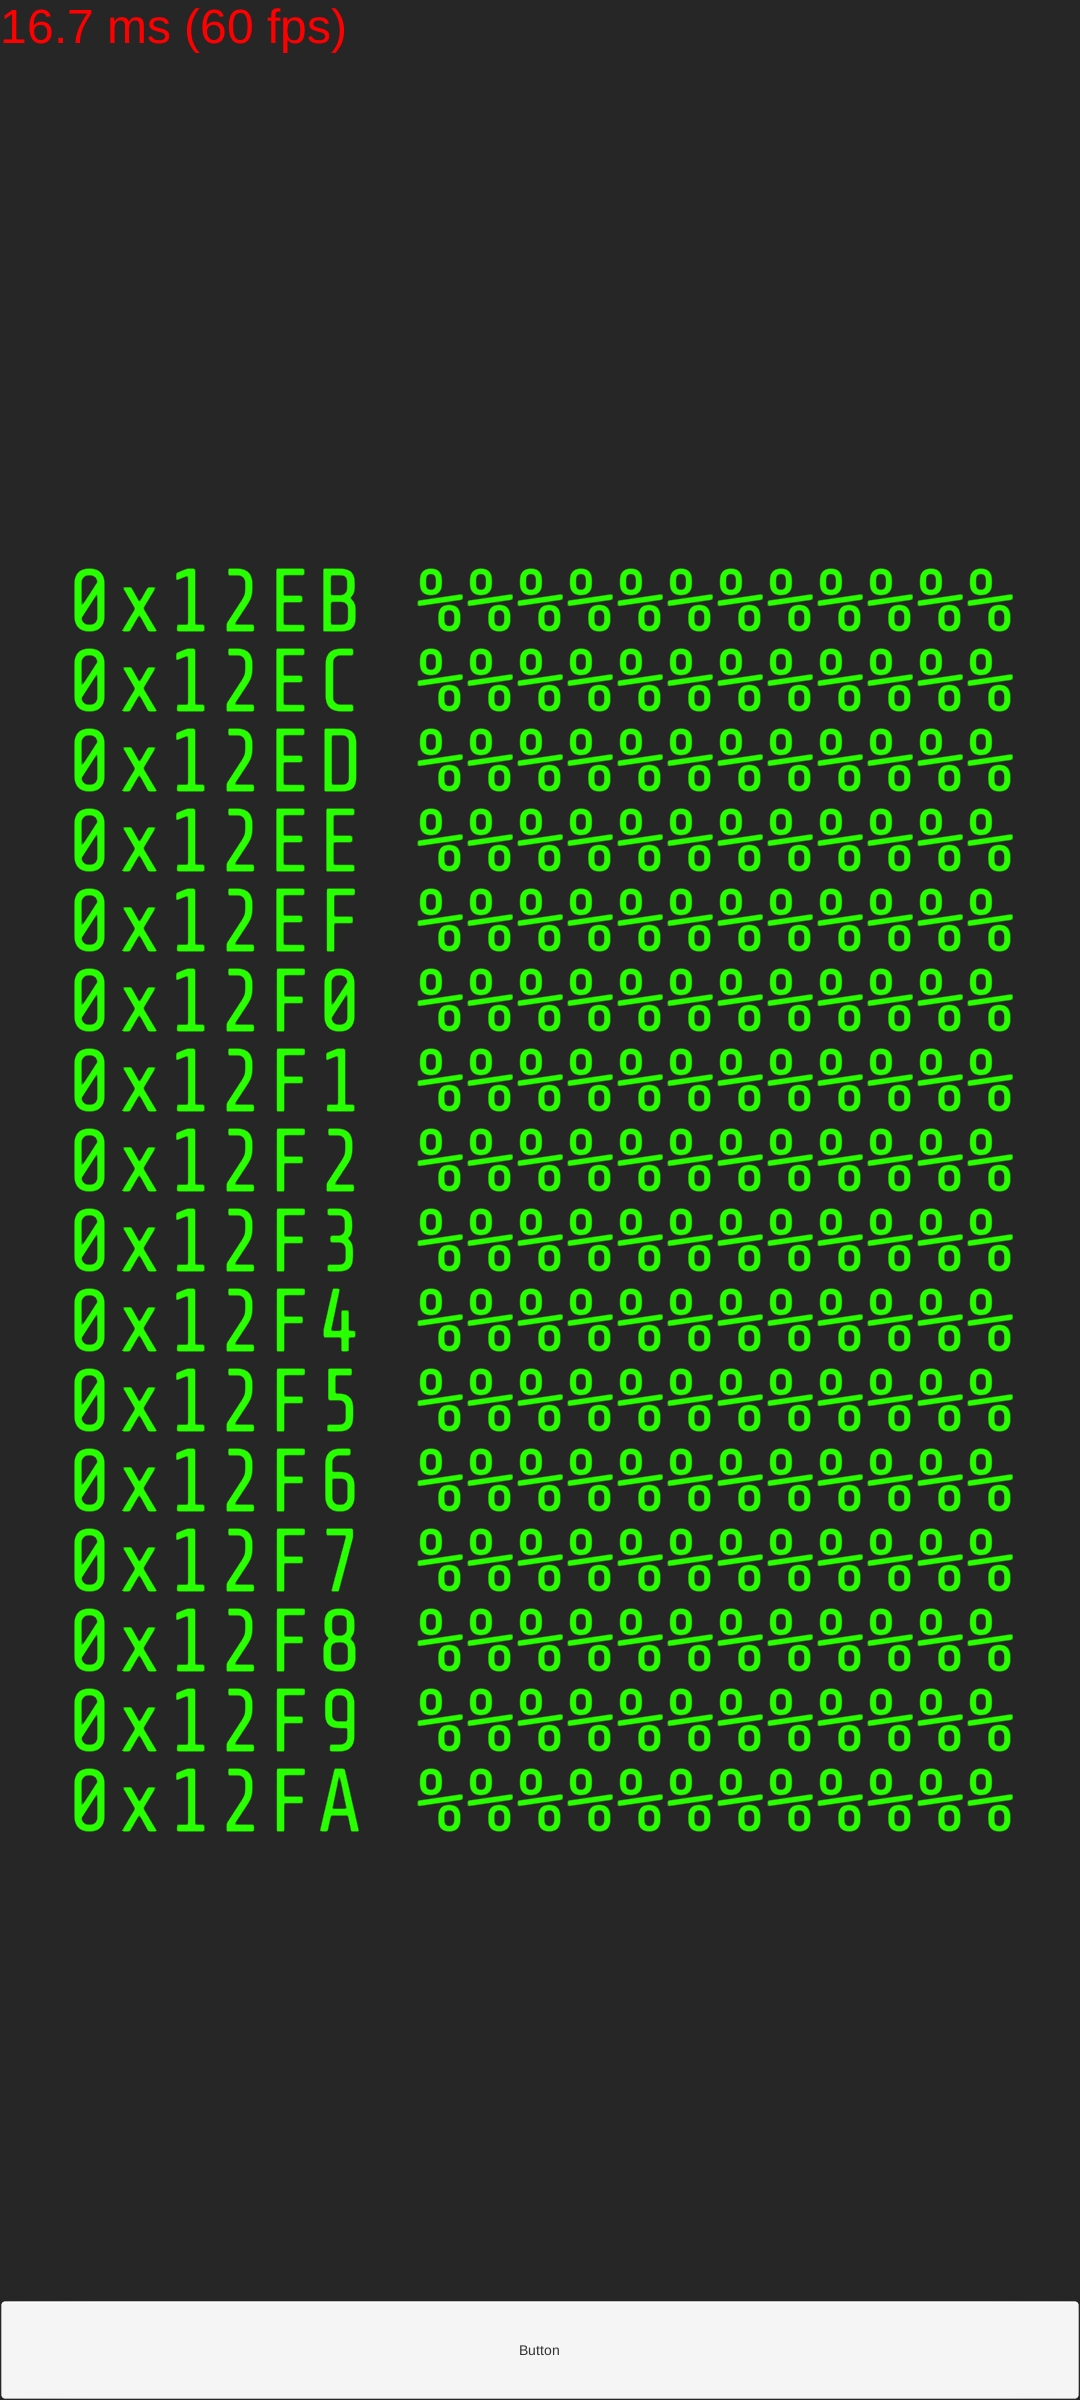 16.7 ms (60 fps)
0x12EB %%%%%%%%%%%%
0x12EC %%%%%%%%%%%%
0x12ED %%%%%%%%%%%%
0x12EE %%%%%%%%%%%%
0x12EF %%%%%%%%%%%%
0x12F0 %%%%%%%%%%%%
0x12F1 %%%%%%%%%%%%
0x12F2 %%%%%%%%%%%%
0x12F3 %%%%%%%%%%%%
0x12F4 %%%%%%%%%%%%
0x12F5 %%%%%%%%%%%%
0x12F6 %%%%%%%%%%%%
0x12F7 %%%%%%%%%%%%
0x12F8 %%%%%%%%%%%%
0x12F9 %%%%%%%%%%%%
0x12FA %%%%%%%%%%%%
Button